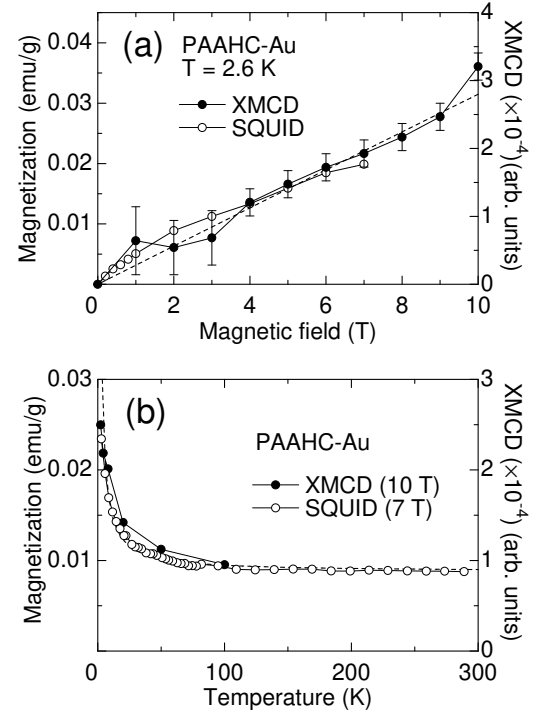 (a)
PAAHC-Au
T = 2.6 K
XMCD
SQUID
Magnetization (emu/g)
0.04
0.03
0.02
0.01
XMCD (×10-4) (arb. units)
4
3
2
1
0
0 2 4 6 8 10
Magnetic field (T)
(b)
PAAHC-Au
XMCD (10 T)
SQUID (7 T)
Magnetization (emu/g)
0.03
0.02
0.01
0
XMCD (×10-4) (arb. units)
3
2
1
0
0 50 100 150 200 250 300
Temperature (K)